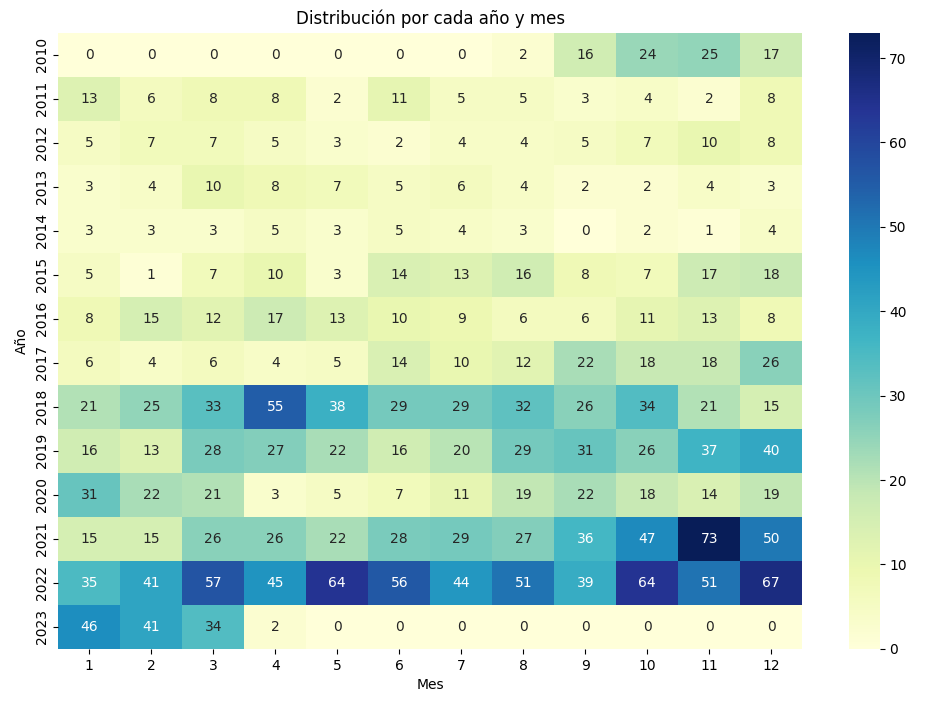 Distribución por cada año y mes
Año
2010 0 0 0 0 0 0 0 2 16 24 25 17
2011 13 6 8 8 2 11 5 5 3 4 2 8
2012 5 7 7 5 3 2 4 4 5 7 10 8
2013 3 4 10 8 7 5 6 4 2 2 4 3
2014 3 3 3 5 3 5 4 3 0 2 1 4
2015 5 1 7 10 3 14 13 16 8 7 17 18
2016 8 15 12 17 13 10 9 6 6 11 13 8
2017 6 4 6 4 5 14 10 12 22 18 18 26
2018 21 25 33 55 38 29 29 32 26 34 21 15
2019 16 13 28 27 22 16 20 29 31 26 37 40
2020 31 22 21 3 5 7 11 19 22 18 14 19
2021 15 15 26 26 22 28 29 27 36 47 73 50
2022 35 41 57 45 64 56 44 51 39 64 51 67
2023 46 41 34 2 0 0 0 0 0 0 0 0
1 2 3 4 5 6 7 8 9 10 11 12
Mes
70
60
50
40
30
20
10
0